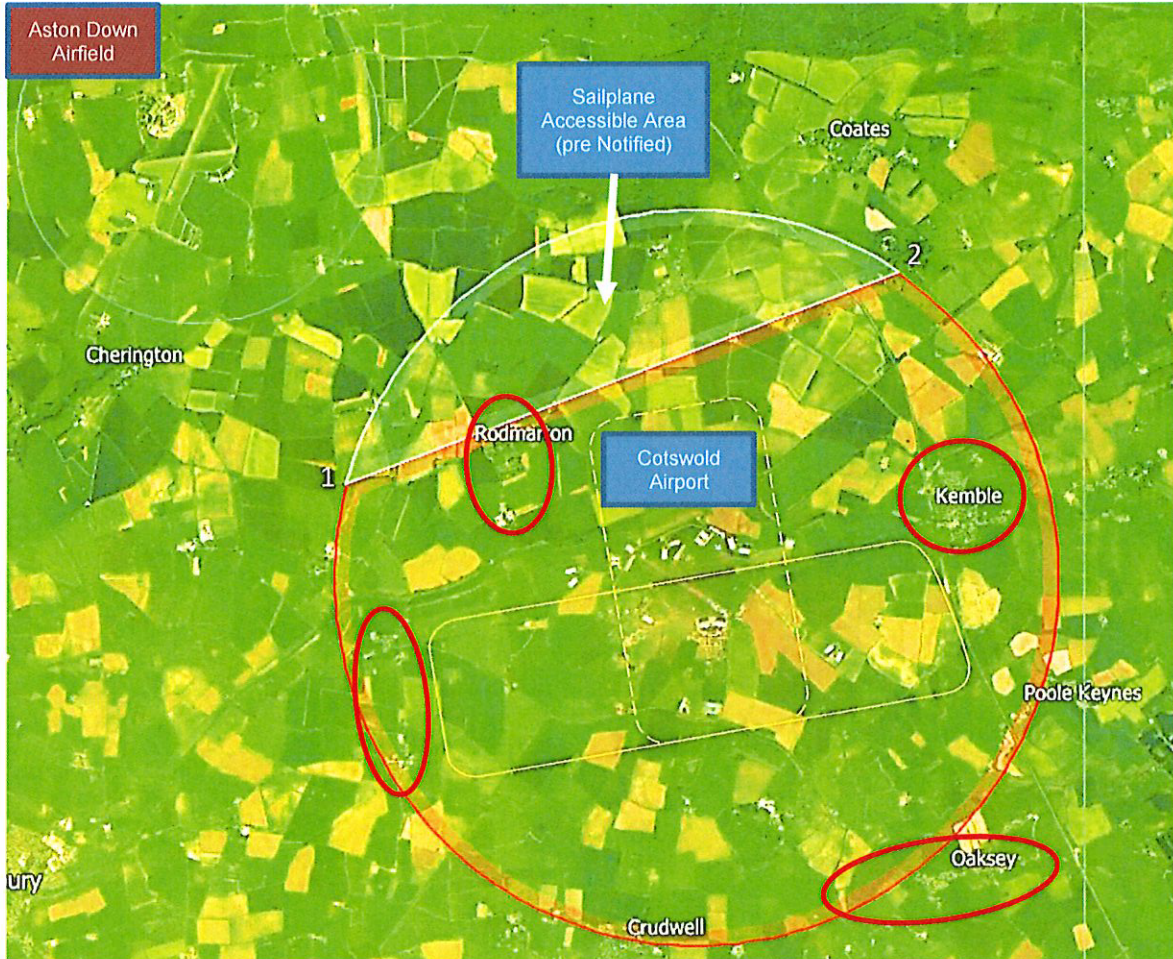 Aston Down
Airfield
Sailplane
Accessible Area
(pre Notified)
Coates
2
Cherington
Rodmarton
1
Cotswold
Airport
Kemble
Poole Keynes
Oaksey
ury
Crudwell